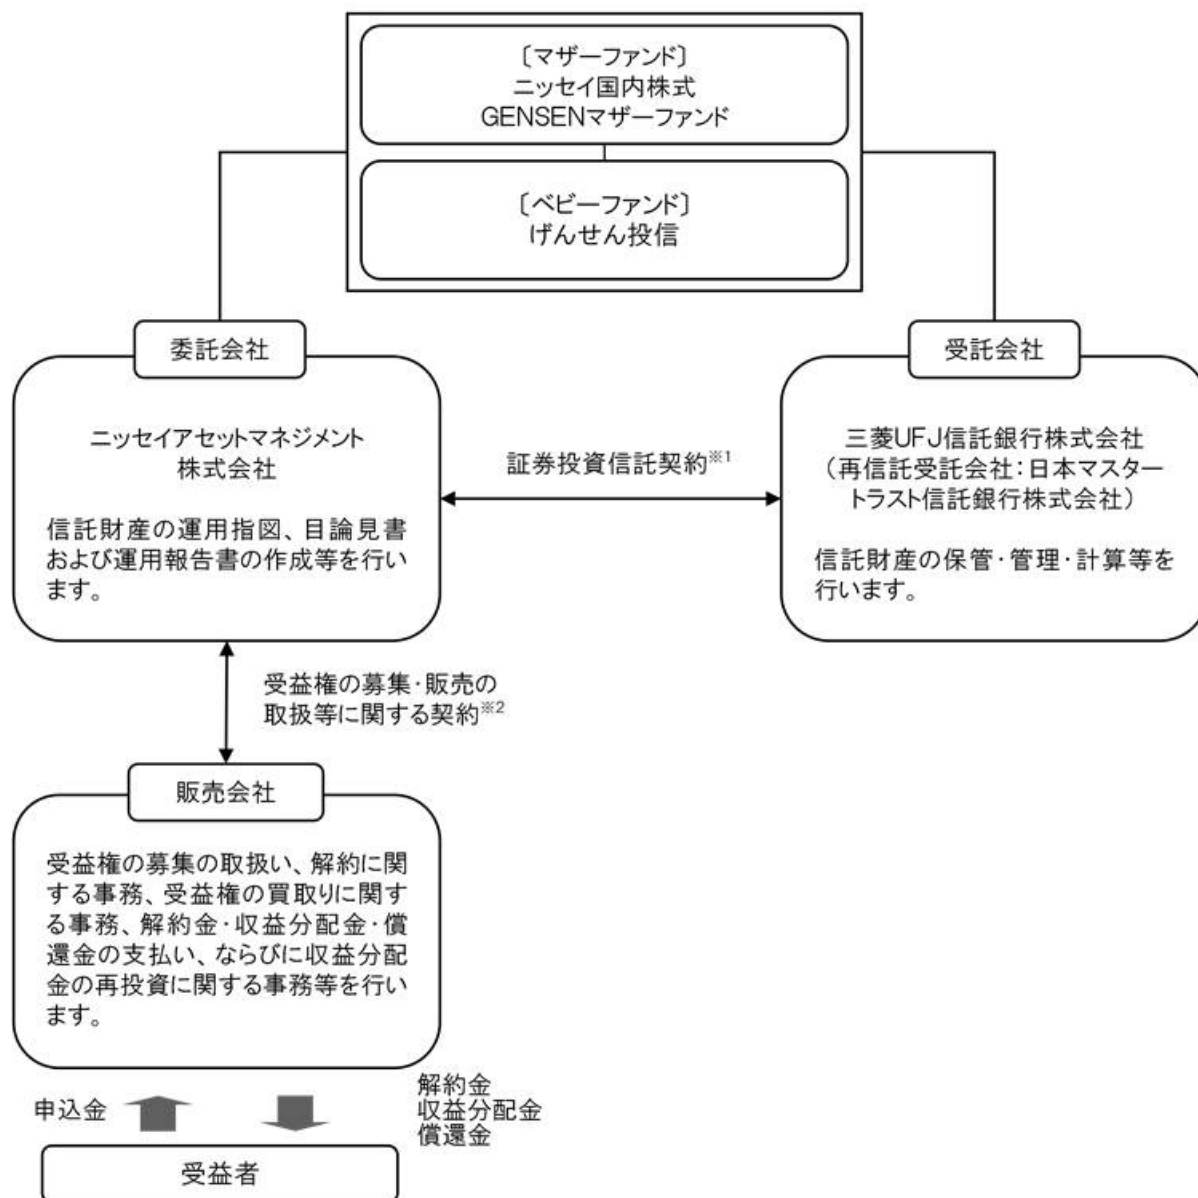 〔マザーファンド〕
ニッセイ国内株式
GENSENマザーファンド
〔ベビーファンド〕
げんせん投信
委託会社
受託会社
ニッセイアセットマネジメント
株式会社
信託財産の運用指図、目論見書
および運用報告書の作成等を行い
ます。
証券投資信託契約※1
三菱UFJ信託銀行株式会社
（再信託受託会社：日本マスター
トラスト信託銀行株式会社）
信託財産の保管・管理・計算等を
行います。
受益権の募集・販売の
取扱等に関する契約※2
販売会社
受益権の募集の取扱い、解約に関
する事務、受益権の買取りに関す
る事務、解約金・収益分配金・償
還金の支払い、ならびに収益分配
金の再投資に関する事務等を行い
ます。
申込金
解約金
収益分配金
償還金
受益者